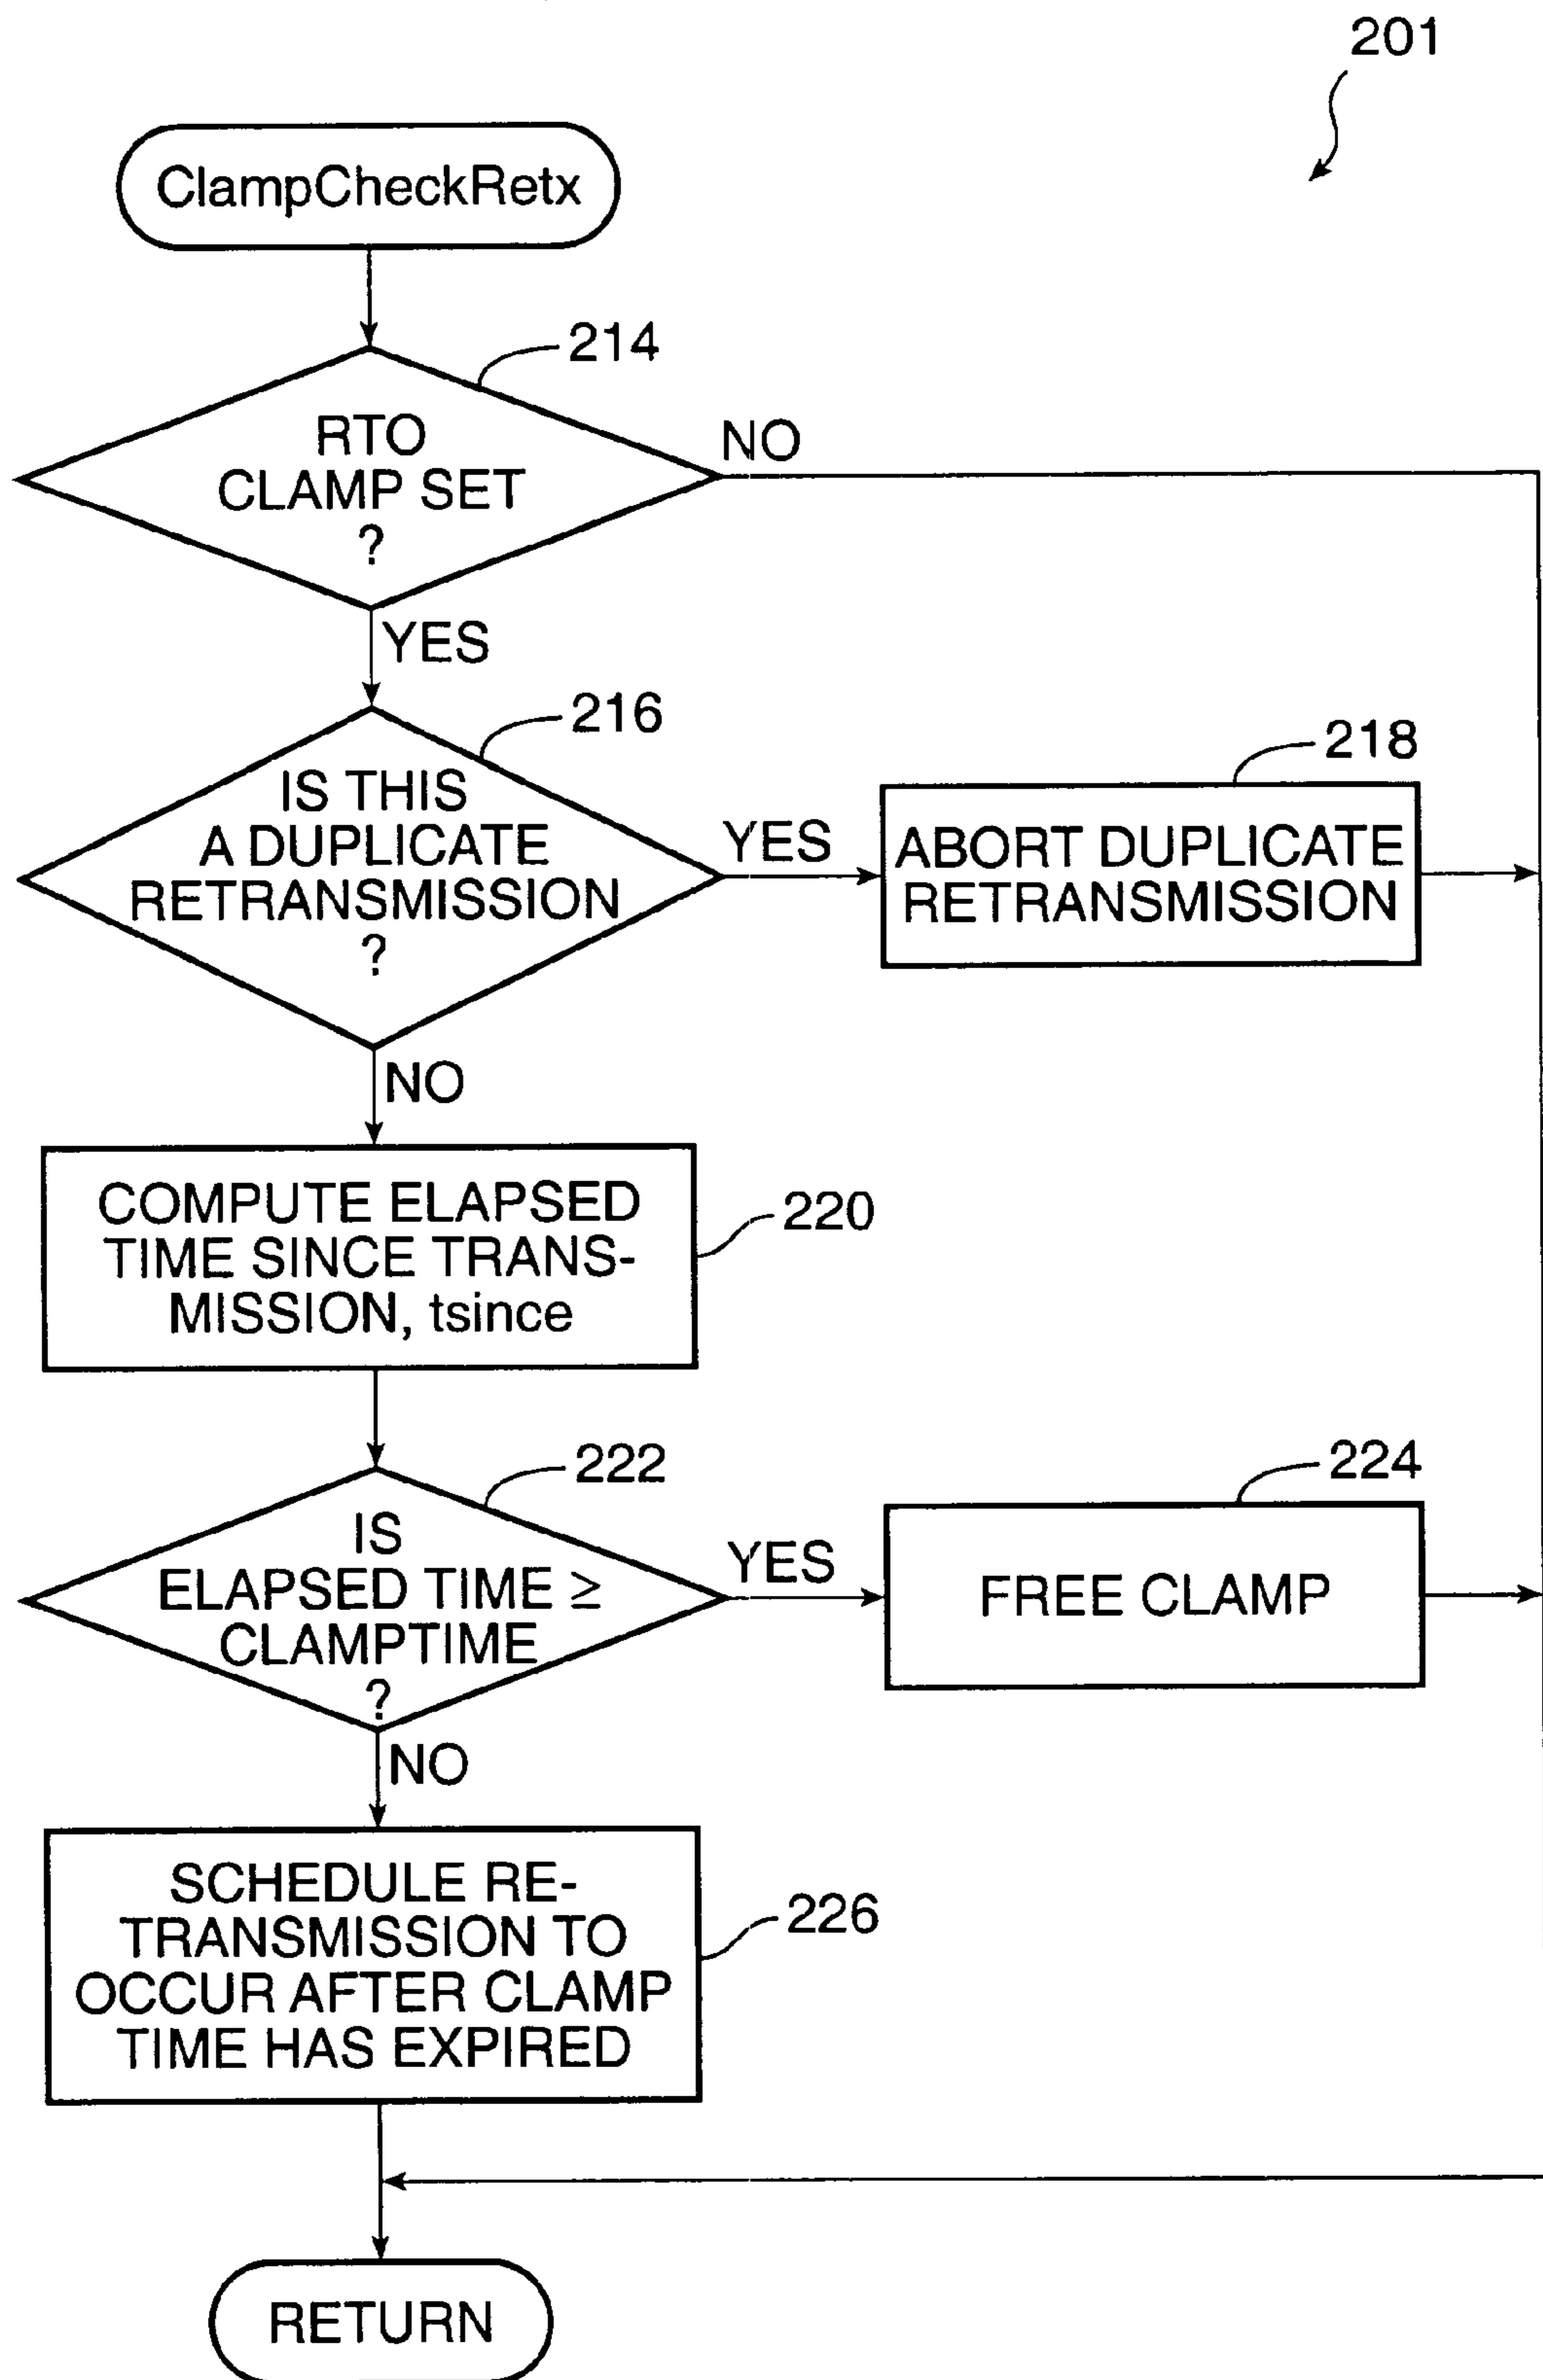 201
ClampCheckRetx
214
RTO
CLAMP SET
?
NO
YES
216
IS THIS
A DUPLICATE
RETRANSMISSION
?
YES
218
ABORT DUPLICATE
RETRANSMISSION
NO
COMPUTE ELAPSED
TIME SINCE TRANS-
MISSION, tsince
220
222
IS
ELAPSED TIME ≥
CLAMPTIME
?
YES
224
FREE CLAMP
NO
SCHEDULE RE-
TRANSMISSION TO
OCCUR AFTER CLAMP
TIME HAS EXPIRED
226
RETURN